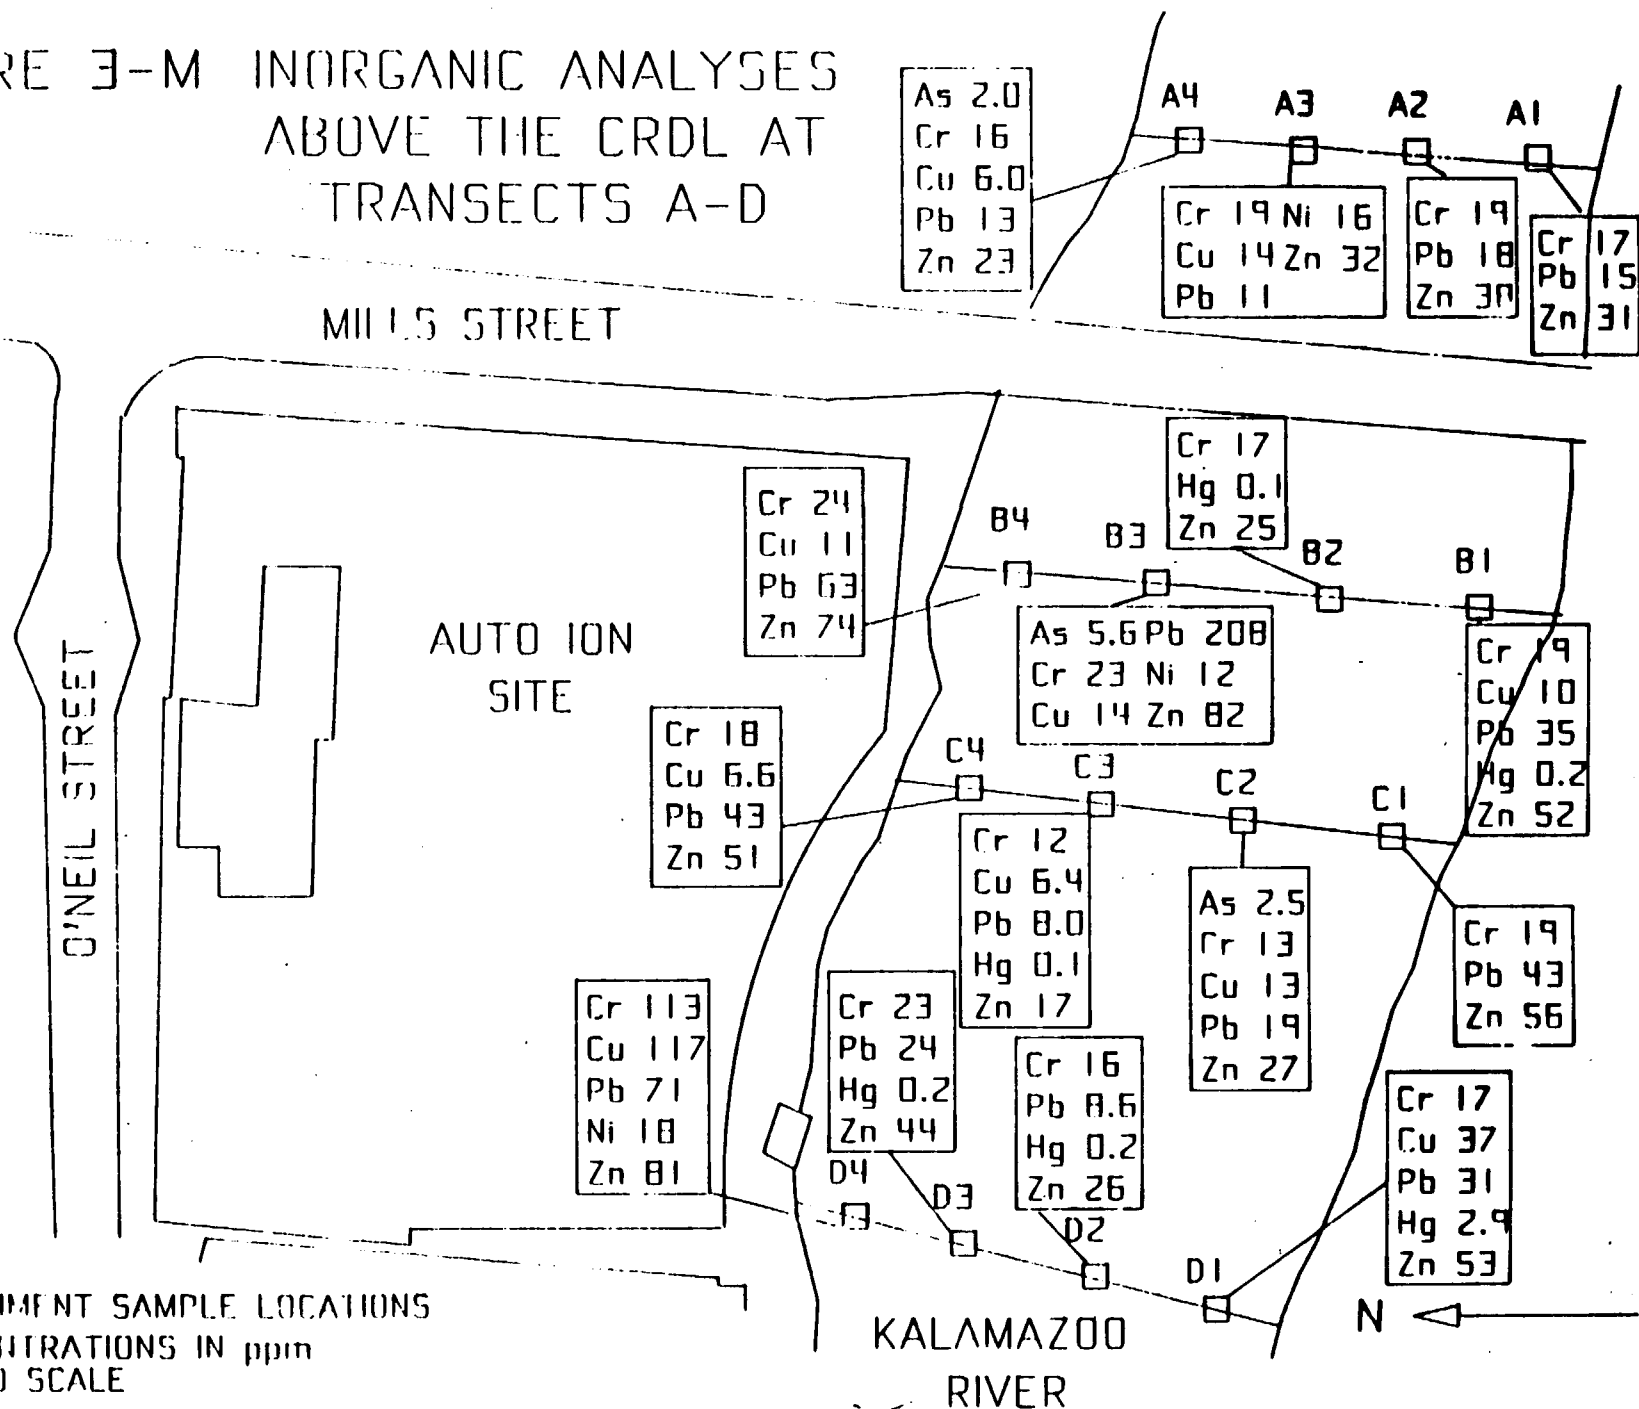 RE 3-M INORGANIC ANALYSES
ABOVE THE CRDL AT
TRANSECTS A-D
As 2.0
Cr 16
Cu 6.0
Pb 13
Zn 23
A4
A3
A2
A1
Cr 19 Ni 16
Cu 14 Zn 32
Pb 11
Cr 19
Pb 18
Zn
Cr 17
Pb 15
Zn 31
MILLS STREET
Cr 17
Hg 0.1
Zn 25
Cr 24
Cu 11
Pb 63
Zn 74
B4
B3
B2
B1
As 5.6 Pb 208
Cr 23 Ni 12
Cu 14 Zn 82
Cr 19
Cu 10
Pb 35
Hg 0.2
Zn 52
AUTO ION
SITE
O'NEIL STREET
Cr 18
Cu 6.6
Pb 43
Zn 51
C4
C3
C2
C1
Cr 12
Cu 6.4
Pb 8.0
Hg 0.1
Zn 17
As 2.5
Cr 13
Cu 13
Pb 19
Zn 27
Cr 19
Pb 43
Zn 56
Cr 113
Cu 117
Pb 71
Ni 18
Zn 81
Cr 23
Pb 24
Hg 0.2
Zn 44
Cr 16
Pb 8.6
Hg 0.2
Zn 26
Cr 17
Cu 37
Pb 31
Hg 2.9
Zn 53
D4
D3
D2
D1
N
KALAMAZOO
RIVER
IMENT SAMPLE LOCATIONS
NTRATIONS IN ppm
O SCALE